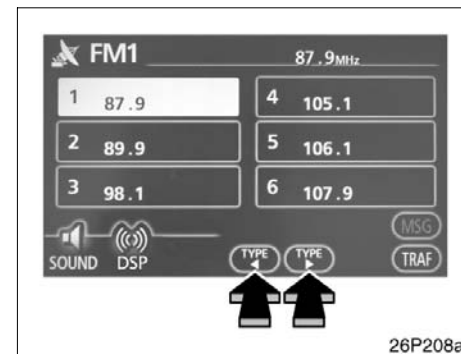 FM1
87.9MHz
1 87.9
4 105.1
2 89.9
5 106.1
3 98.1
6 107.9
MSG
SOUND DSP TYPE TYPE TRAF
26P208a